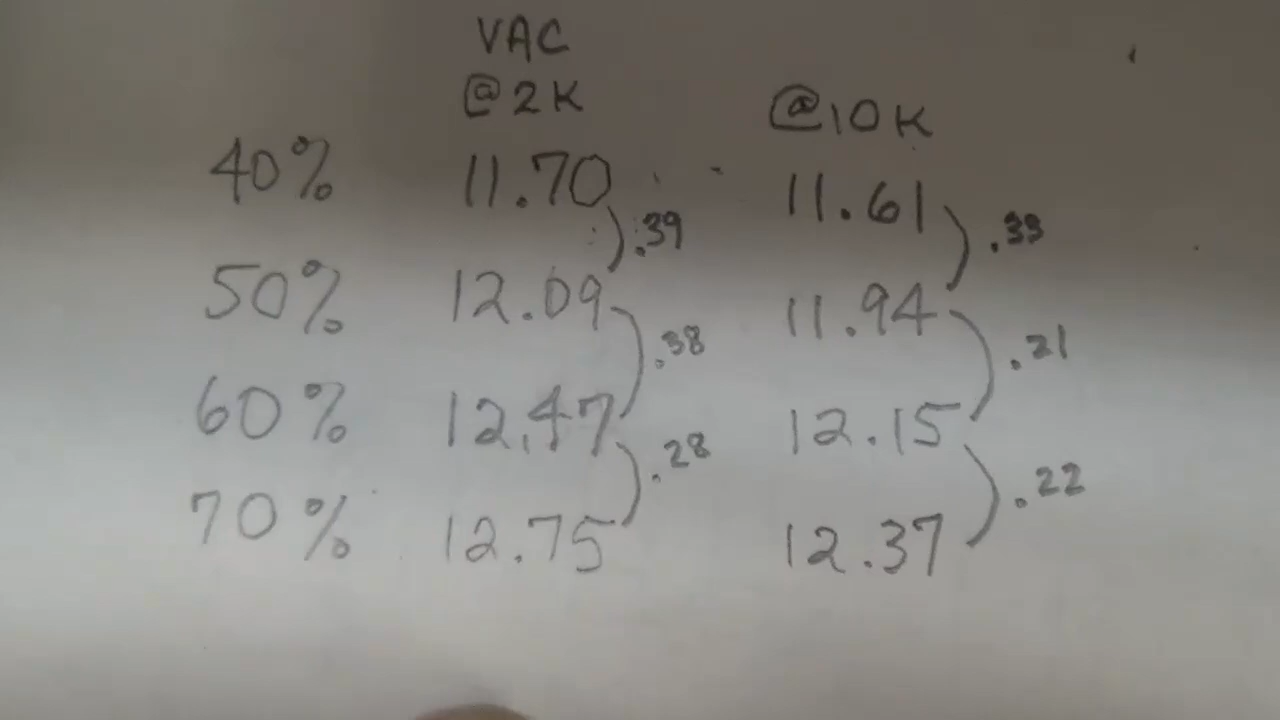 VAC
@2K @10K
40% 11.70 11.61
.39 .33
50% 12.09 11.94
.38 .21
60% 12.47 12.15
.28 .22
70% 12.75 12.37